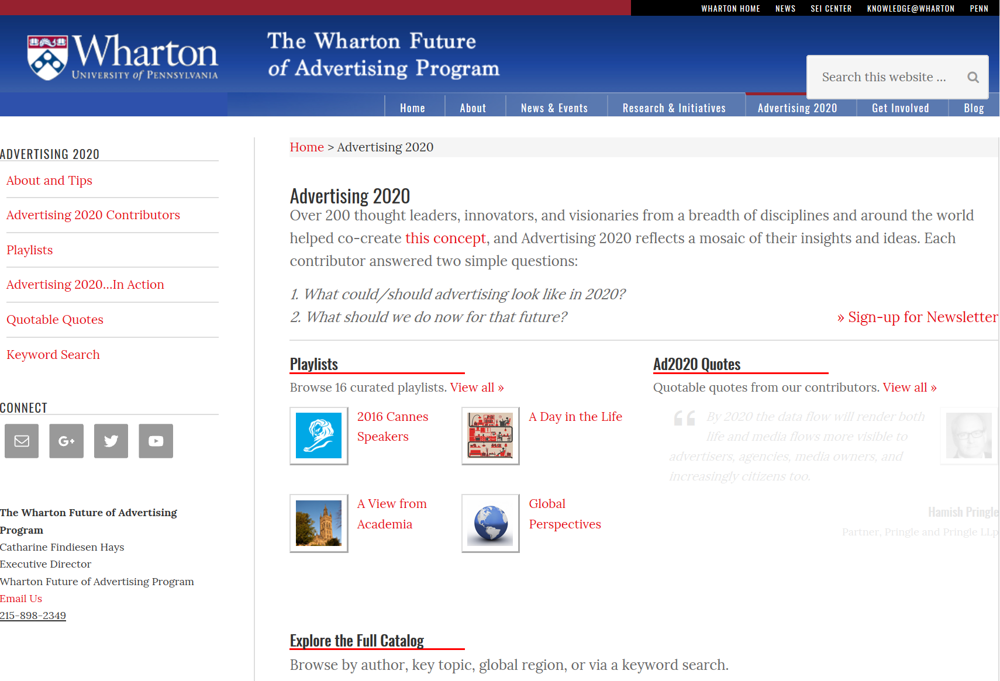 WHARTON HOME NEWS SEI CENTER KNOWLEDGE@WHARTON PENN
Wharton
UNIVERSITY of PENNSYLVANIA
The Wharton Future
of Advertising Program
Search this website ...
Home About News & Events Research & Initiatives Advertising 2020 Get Involved Blog
ADVERTISING 2020
About and Tips
Advertising 2020 Contributors
Playlists
Advertising 2020...In Action
Quotable Quotes
Keyword Search
CONNECT
G+
The Wharton Future of Advertising
Program
Catharine Findiesen Hays
Executive Director
Wharton Future of Advertising Program
Email Us
215-898-2349
Home > Advertising 2020
Advertising 2020
Over 200 thought leaders, innovators, and visionaries from a breadth of disciplines and around the world
helped co-create this concept, and Advertising 2020 reflects a mosaic of their insights and ideas. Each
contributor answered two simple questions:
1. What could/should advertising look like in 2020?
2. What should we do now for that future?
» Sign-up for Newsletter
Playlists
Browse 16 curated playlists. View all »
2016 Cannes
Speakers
A Day in the Life
A View from
Academia
Global
Perspectives
Ad2020 Quotes
Quotable quotes from our contributors. View all »
“ By 2020 the data flow will render both
life and media flows more visible to
advertisers, agencies, media owners, and
increasingly citizens too.
Hamish Pringle
Partner, Pringle and Pringle LLp
Explore the Full Catalog
Browse by author, key topic, global region, or via a keyword search.